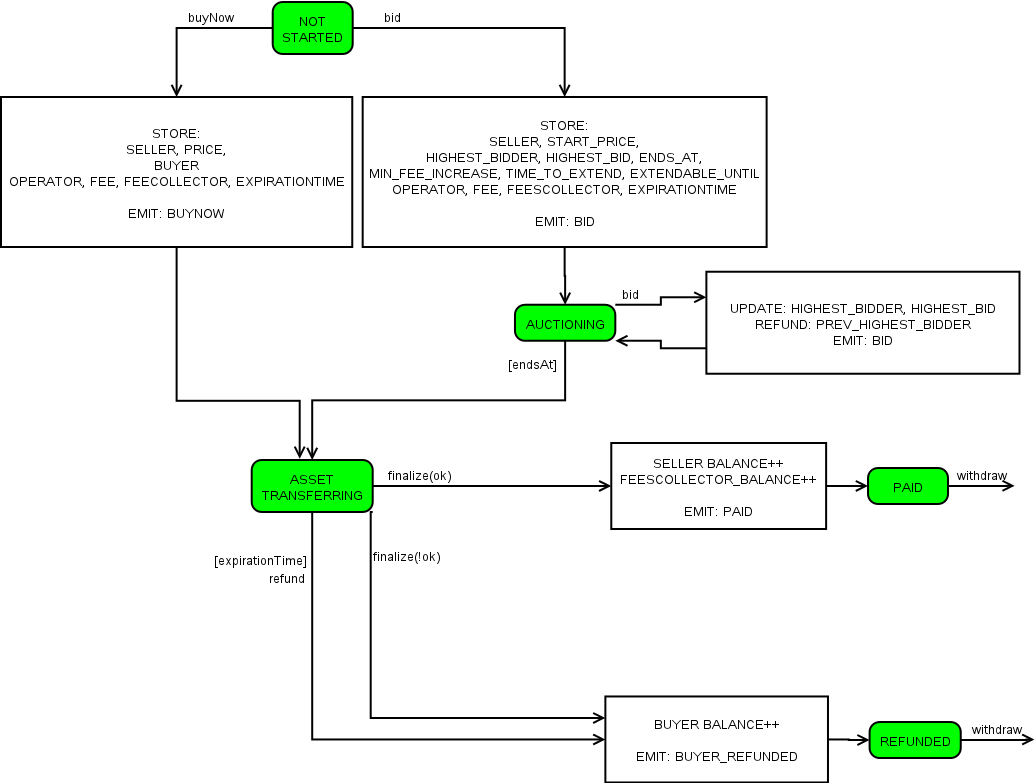 buyNow
bid
NOT
STARTED
STORE:
SELLER, PRICE,
BUYER
OPERATOR, FEE, FEECOLLECTOR, EXPIRATIONTIME
EMIT: BUYNOW
STORE:
SELLER, START_PRICE,
HIGHEST_BIDDER, HIGHEST_BID, ENDS_AT,
MIN_FEE_INCREASE, TIME_TO_EXTEND, EXTENDABLE_UNTIL
OPERATOR, FEE, FEESCOLLECTOR, EXPIRATIONTIME
EMIT: BID
AUCTIONING
bid
UPDATE: HIGHEST_BIDDER, HIGHEST_BID
REFUND: PREV_HIGHEST_BIDDER
EMIT: BID
[endsAt]
ASSET
TRANSFERRING
finalize(ok)
SELLER BALANCE++
FEESCOLLECTOR_BALANCE++
EMIT: PAID
PAID
withdraw
[expirationTime]
refund
finalize(!ok)
BUYER BALANCE++
EMIT: BUYER_REFUNDED
REFUNDED
withdraw